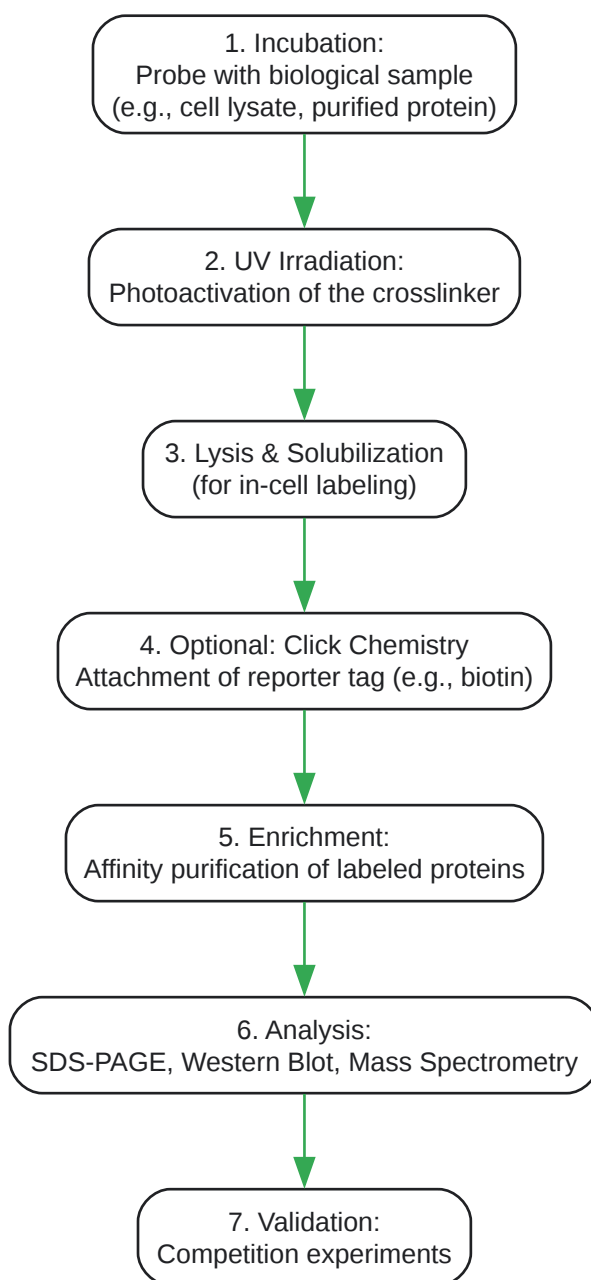 1. Incubation:
Probe with biological sample
(e.g., cell lysate, purified protein)
2. UV Irradiation:
Photoactivation of the crosslinker
3. Lysis & Solubilization
(for in-cell labeling)
4. Optional: Click Chemistry
Attachment of reporter tag (e.g., biotin)
5. Enrichment:
Affinity purification of labeled proteins
6. Analysis:
SDS-PAGE, Western Blot, Mass Spectrometry
7. Validation:
Competition experiments